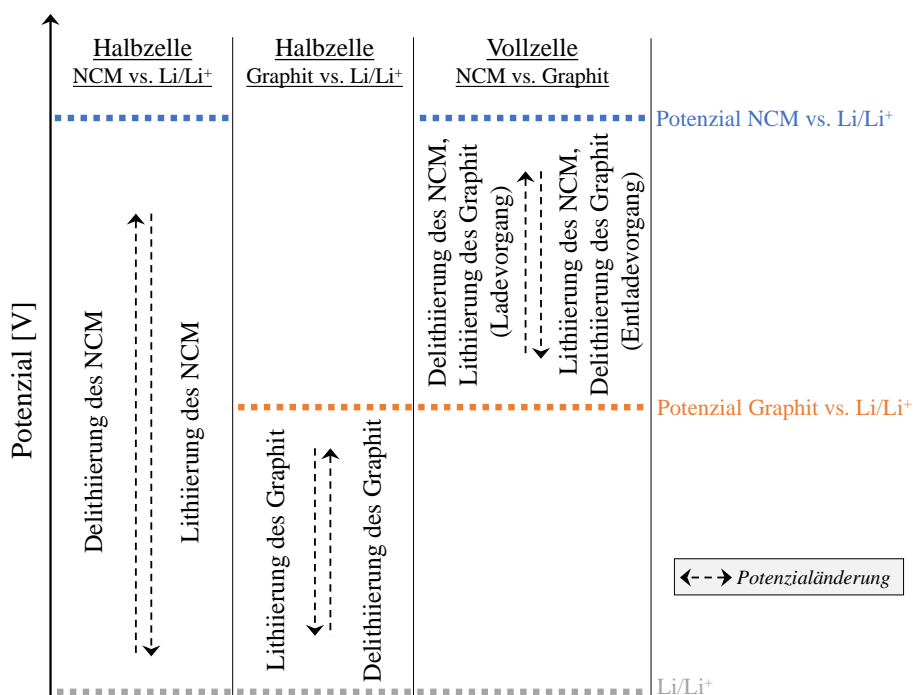 Halbzelle
NCM vs. Li/Li⁺
Halbzelle
Graphit vs. Li/Li⁺
Vollzelle
NCM vs. Graphit
Potenzial [V]
Delithiierung des NCM
Lithiierung des NCM
Lithiierung des Graphit
Delithiierung des Graphit
Delithiierung des NCM,
Lithiierung des Graphit
(Ladevorgang)
Lithiierung des NCM,
Delithiierung des Graphit
(Entladevorgang)
Potenzial NCM vs. Li/Li⁺
Potenzial Graphit vs. Li/Li⁺
Potenzialänderung
Li/Li⁺